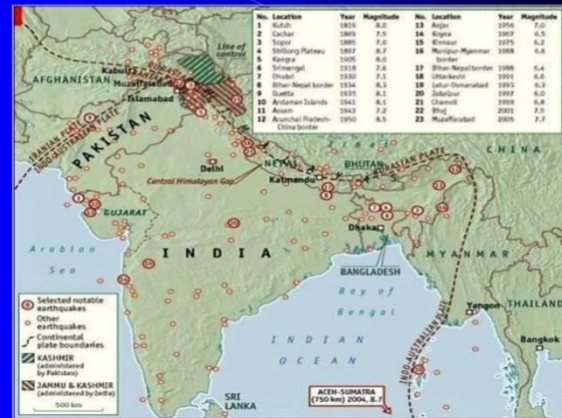 No. Location Year Magnitude No. Location Year Magnitude
1 Kutch 1819 8.0 13 Anjar 1956 7.0
2 Cachar 1869 7.5 14 Koyna 1967 6.5
3 Sopor 1885 7.0 15 Kinnaur 1975 6.2
4 Shillong Plateau 1897 8.7 16 Manipur-Myanmar border 1988 6.6
5 Kangra 1905 8.0 17 Bihar-Nepal border 1988 6.4
6 Srimangal 1918 7.6 18 Uttarkashi 1991 6.6
7 Dhubri 1930 7.1 19 Latur-Osmanabad 1993 6.3
8 Bihar-Nepal border 1934 8.3 20 Jabalpur 1997 6.0
9 Quetta 1935 8.1 21 Chamoli 1999 6.8
10 Andaman Islands 1941 8.1 22 Bhuj 2001 7.5
11 Assam 1943 7.2 23 Muzaffarabad 2005 7.7
12 Arunchal Pradesh-China border 1950 8.5
Line of
control
Kabul
AFGHANISTAN
Muzaffarabad
Islamabad
PAKISTAN
IRANIAN PLATE
INDO-AUSTRALIAN PLATE
Tibet
CHINA
Delhi
NEPAL
BHUTAN
EURASIAN PLATE
Central Himalayan Gap
Katmandu
GUJARAT
Dhaka
Arabian
Sea
INDIA
MYANMAR
BANGLADESH
Bay of
Bengal
Yangon
THAILAND
INDIAN
OCEAN
Bangkok
INDO-AUSTRALIAN PLATE
Selected notable
earthquakes
Other
earthquakes
Continental
plate boundaries
KASHMIR
(administered
by Pakistan)
JAMMU & KASHMIR
(administered by India)
500 km
SRI
LANKA
ACEH-SUMATRA
(750 km) 2004, 8.7